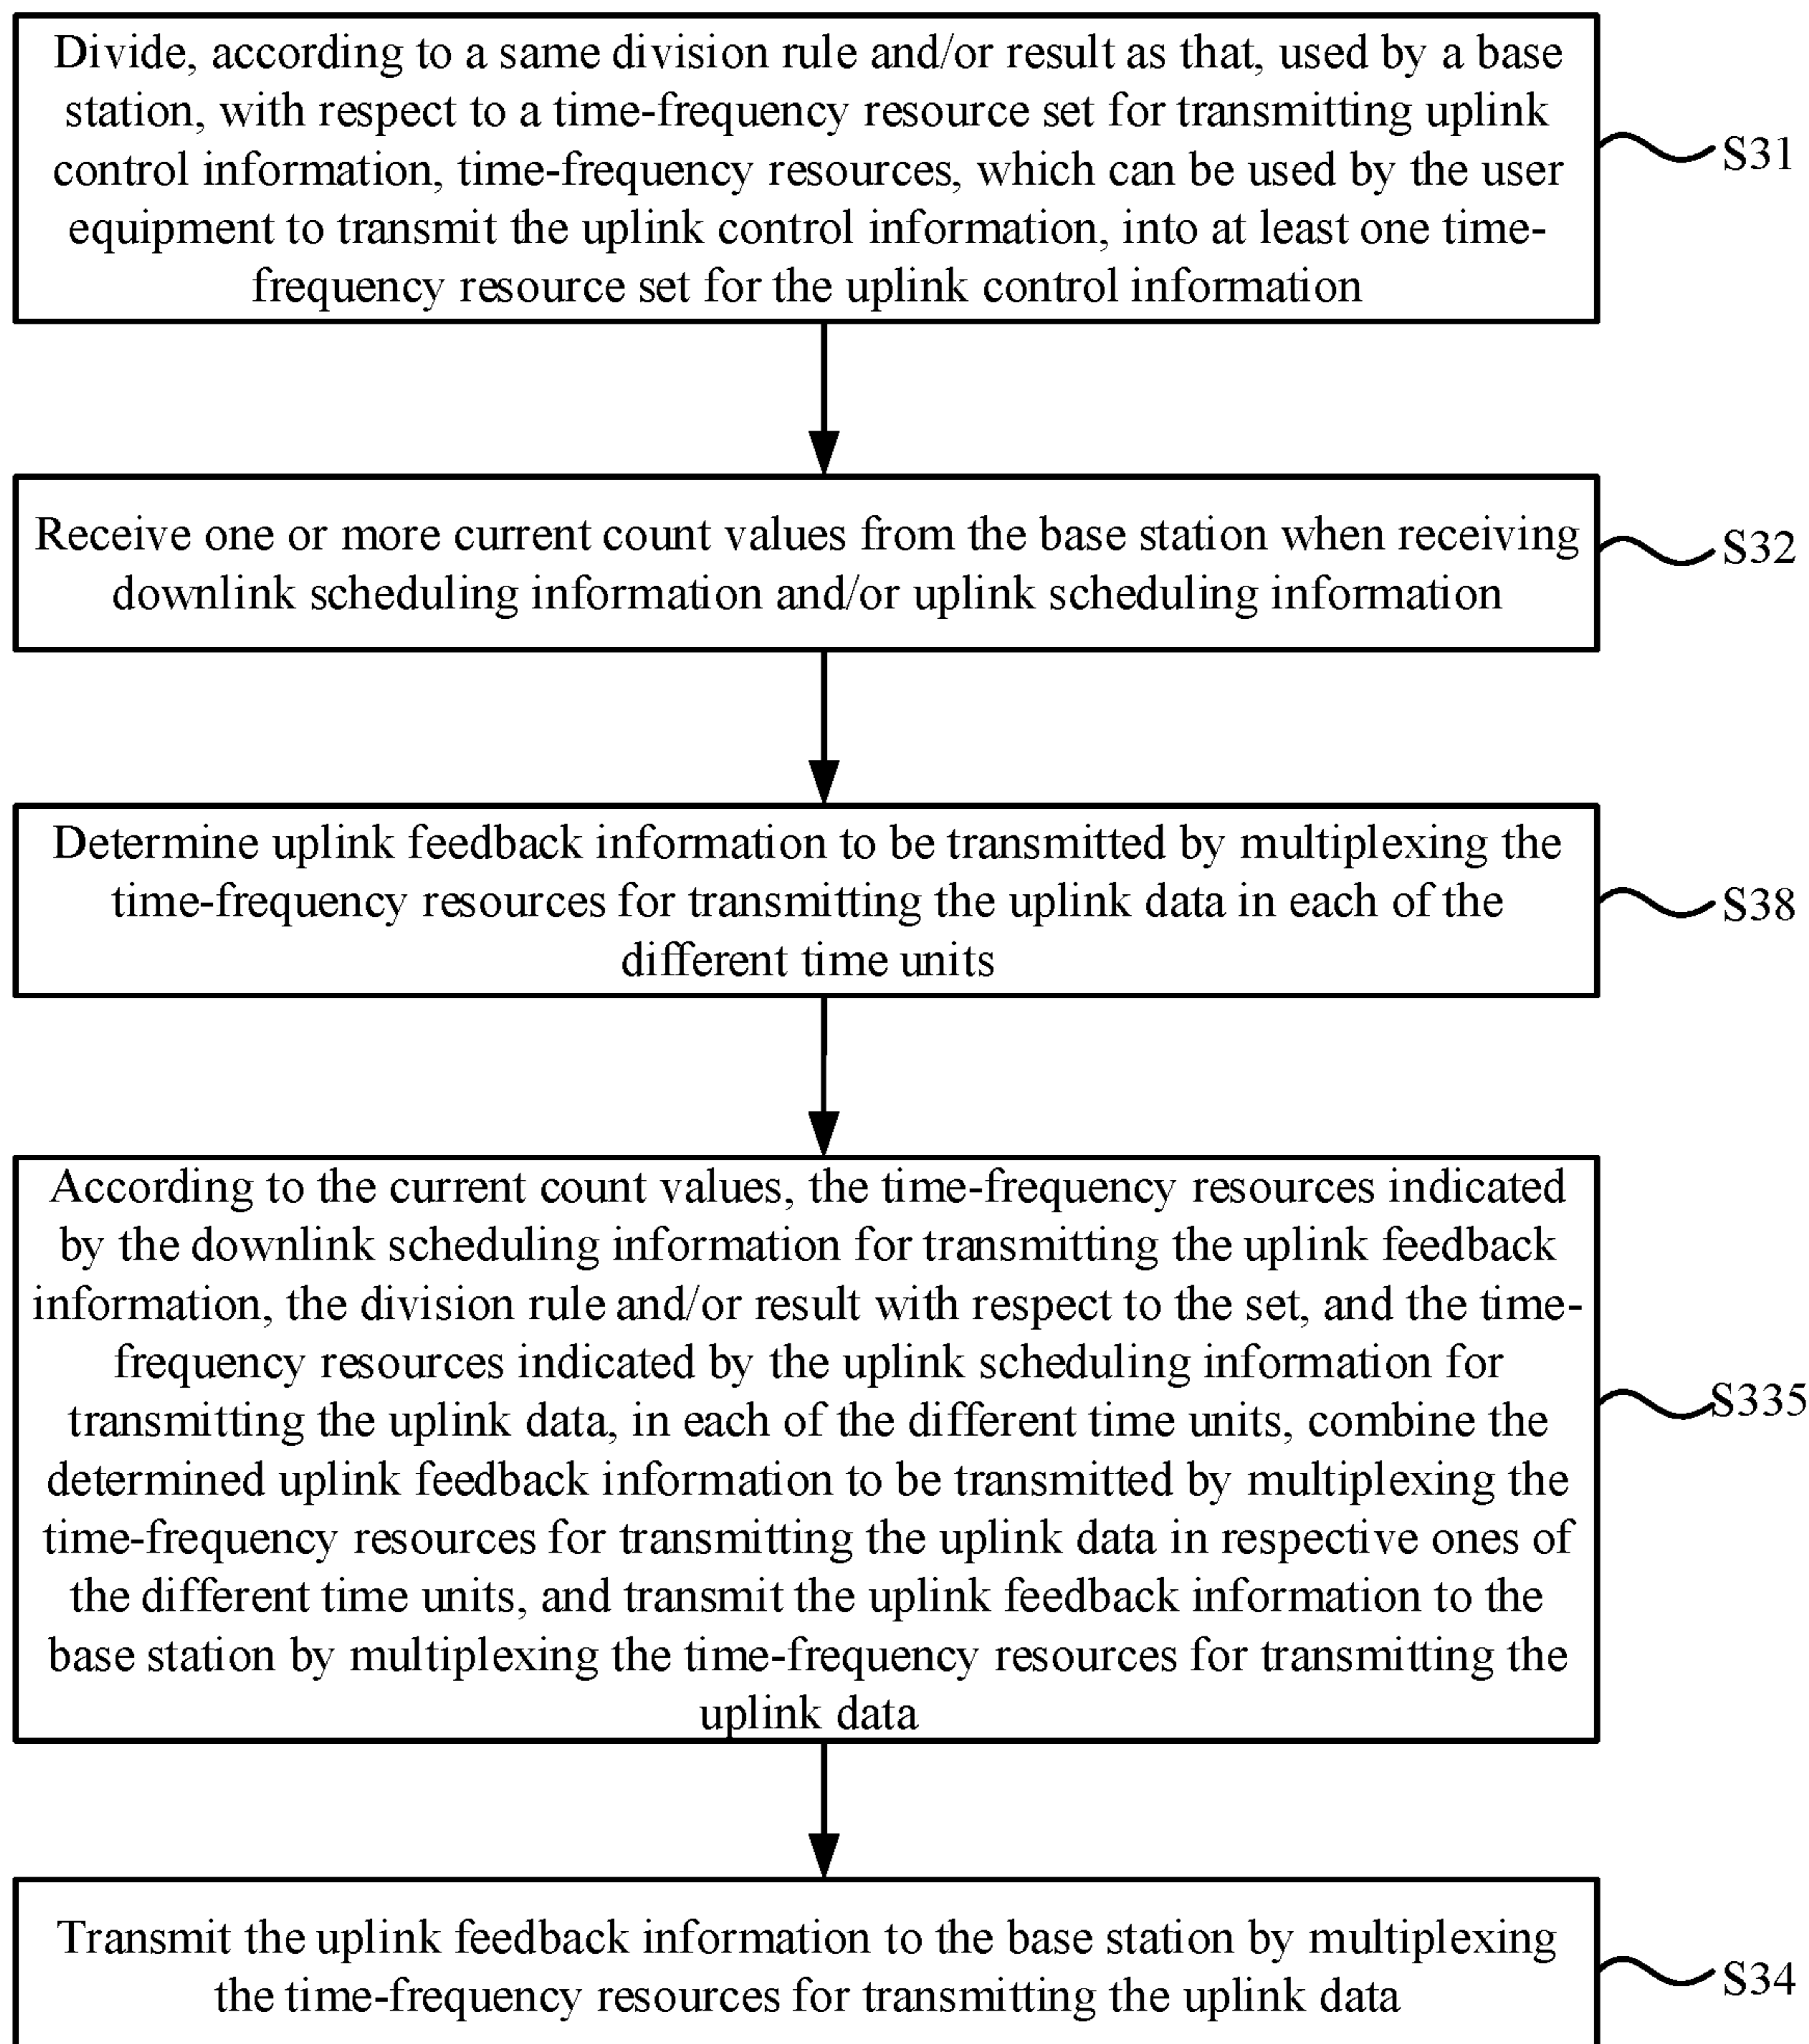 Divide, according to a same division rule and/or result as that, used by a base
station, with respect to a time-frequency resource set for transmitting uplink
control information, time-frequency resources, which can be used by the user
equipment to transmit the uplink control information, into at least one time-
frequency resource set for the uplink control information
S31
Receive one or more current count values from the base station when receiving
downlink scheduling information and/or uplink scheduling information
S32
Determine uplink feedback information to be transmitted by multiplexing the
time-frequency resources for transmitting the uplink data in each of the
different time units
S38
According to the current count values, the time-frequency resources indicated
by the downlink scheduling information for transmitting the uplink feedback
information, the division rule and/or result with respect to the set, and the time-
frequency resources indicated by the uplink scheduling information for
transmitting the uplink data, in each of the different time units, combine the
determined uplink feedback information to be transmitted by multiplexing the
time-frequency resources for transmitting the uplink data in respective ones of
the different time units, and transmit the uplink feedback information to the
base station by multiplexing the time-frequency resources for transmitting the
uplink data
S335
Transmit the uplink feedback information to the base station by multiplexing
the time-frequency resources for transmitting the uplink data
S34